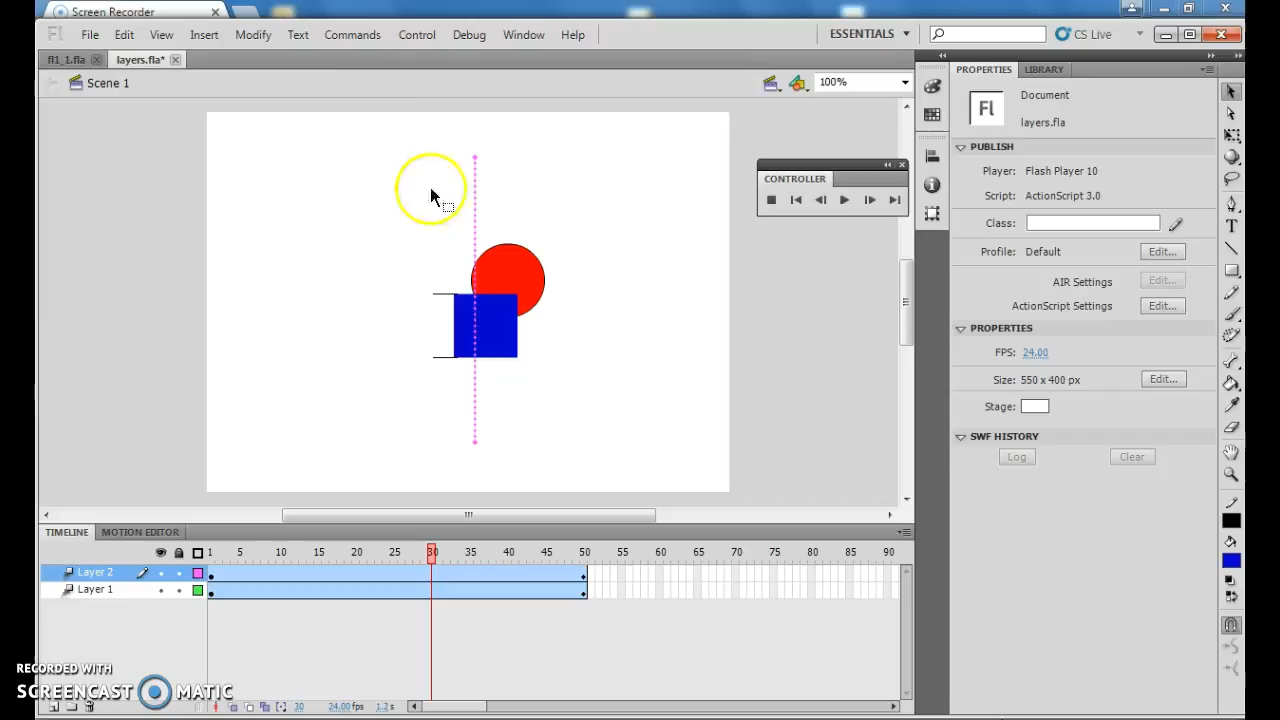 Screen Recorder
Fl File Edit View Insert Modify Text Commands Control Debug Window Help ESSENTIALS CS Live
fl1_1.fla layers.fla*
Scene 1 100%
CONTROLLER
PROPERTIES LIBRARY
Fl Document
layers.fla
PUBLISH
Player: Flash Player 10
Script: ActionScript 3.0
Class:
Profile: Default Edit...
AIR Settings Edit...
ActionScript Settings Edit...
PROPERTIES
FPS: 24.00
Size: 550 x 400 px Edit...
Stage:
SWF HISTORY
Log Clear
TIMELINE MOTION EDITOR
1 5 10 15 20 25 30 35 40 45 50 55 60 65 70 75 80 85 90
Layer 2
Layer 1
30 24.00 fps 1.2 s
RECORDED WITH
SCREENCAST MATIC